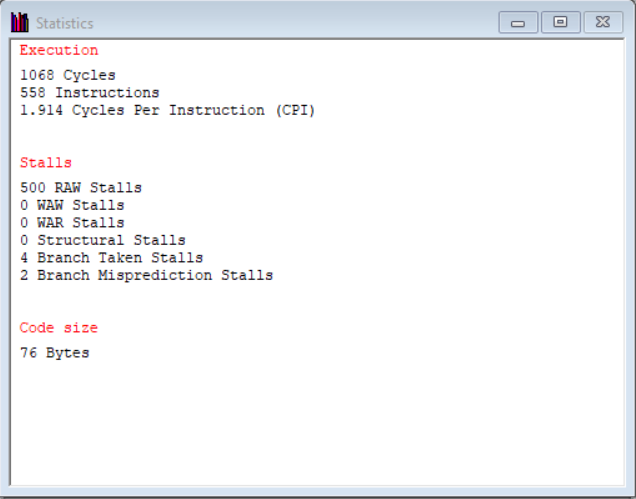 Statistics
Execution
1068 Cycles
558 Instructions
1.914 Cycles Per Instruction (CPI)
Stalls
500 RAW Stalls
0 WAW Stalls
0 WAR Stalls
0 Structural Stalls
4 Branch Taken Stalls
2 Branch Misprediction Stalls
Code size
76 Bytes